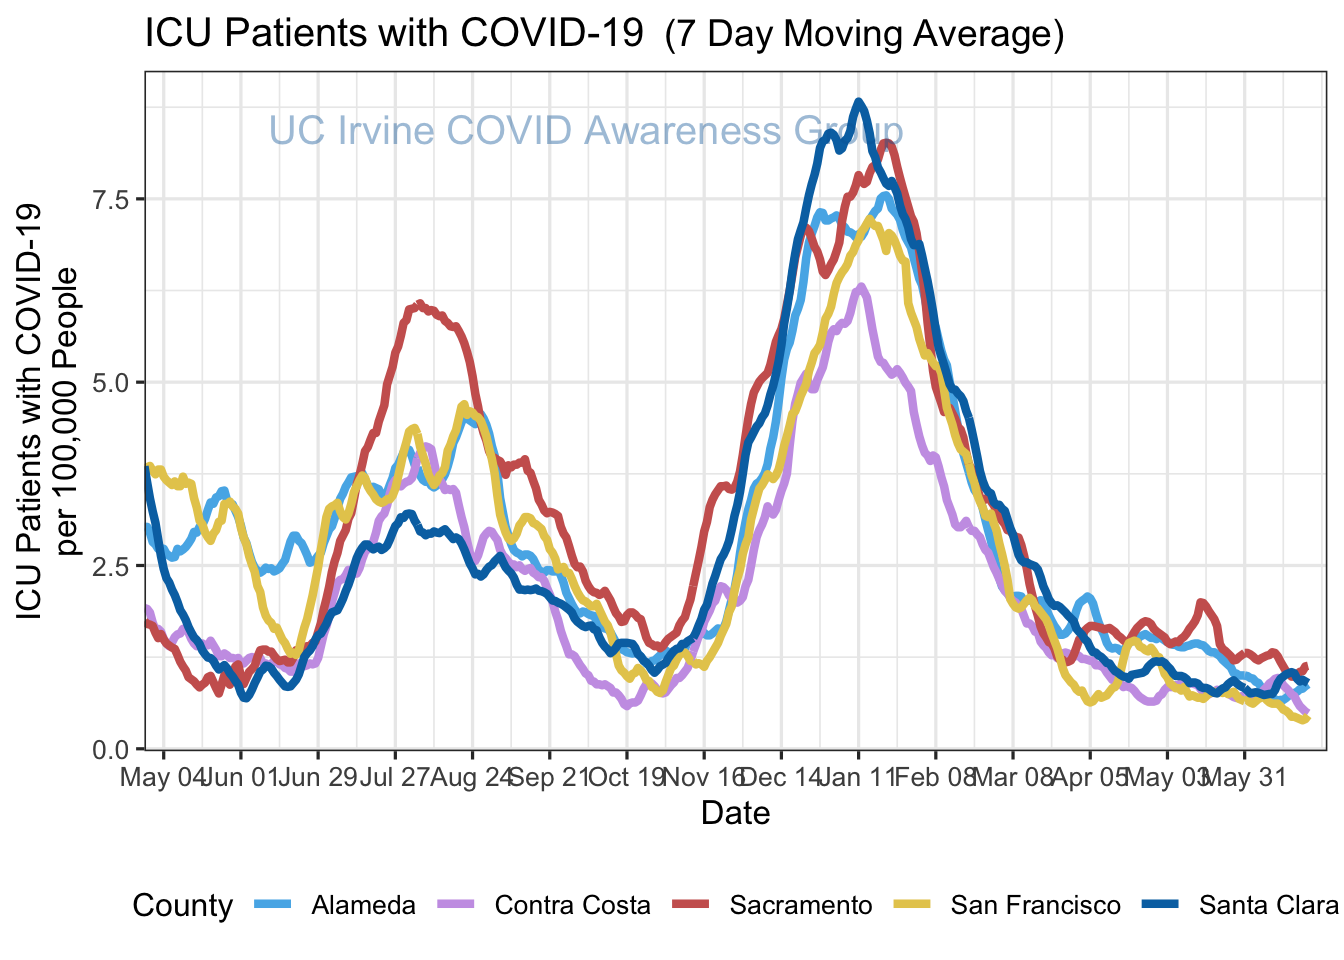 ICU Patients with COVID-19 (7 Day Moving Average)
UC Irvine COVID Awareness Group
ICU Patients with COVID-19
per 100,000 People
7.5
5.0
2.5
0.0
May 04 Jun 01 Jun 29 Jul 27 Aug 24 Sep 21 Oct 19 Nov 16 Dec 14 Jan 11 Feb 08 Mar 08 Apr 05 May 03 May 31
Date
County Alameda Contra Costa Sacramento San Francisco Santa Clara